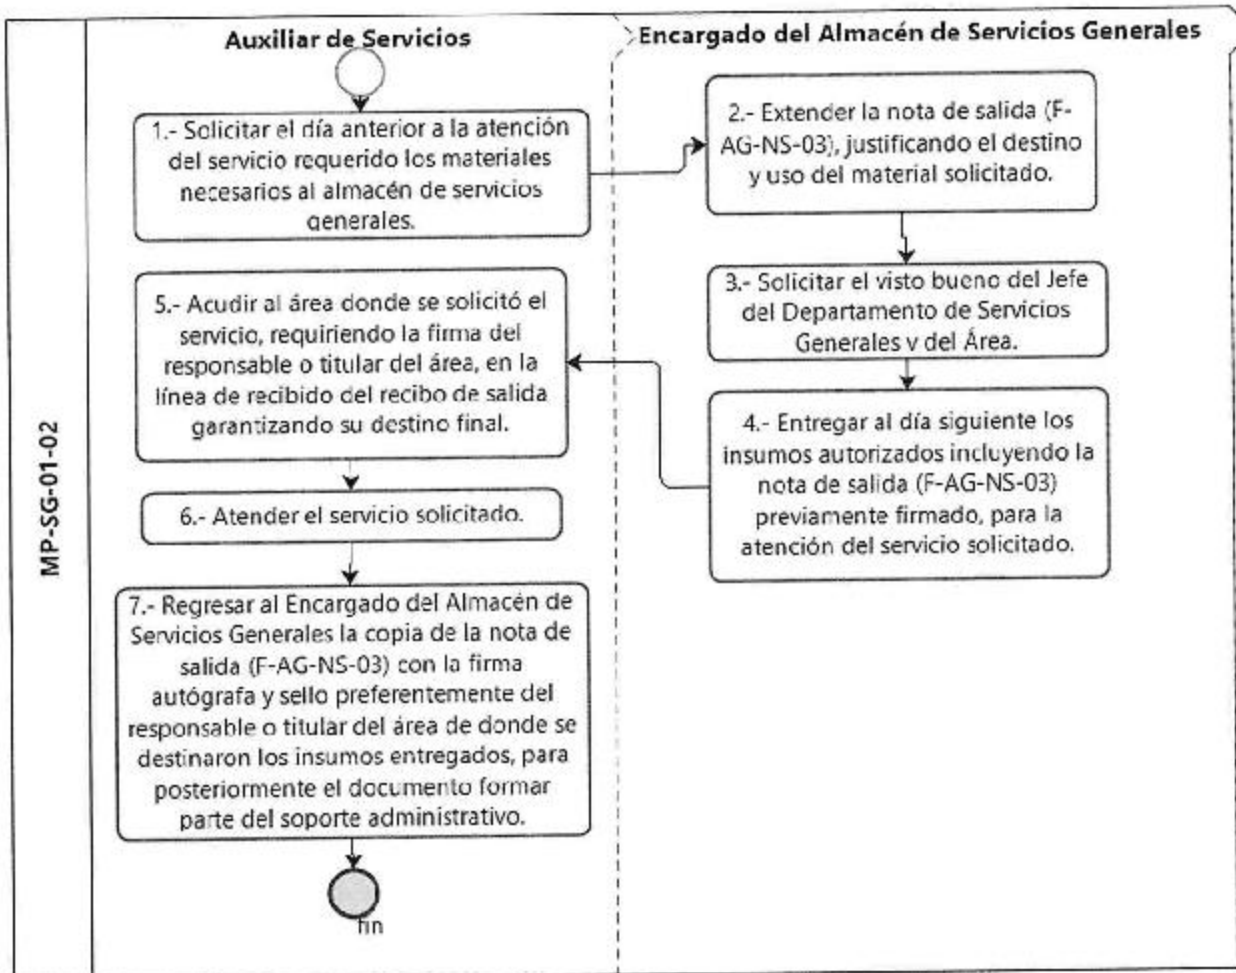 Auxiliar de Servicios
Encargado del Almacén de Servicios Generales
MP-SG-01-02
1.- Solicitar el día anterior a la atención
del servicio requerido los materiales
necesarios al almacén de servicios
generales.
2.- Extender la nota de salida (F-
AG-NS-03), justificando el destino
y uso del material solicitado.
3.- Solicitar el visto bueno del Jefe
del Departamento de Servicios
Generales y del Área.
4.- Entregar al día siguiente los
insumos autorizados incluyendo la
nota de salida (F-AG-NS-03)
previamente firmado, para la
atención del servicio solicitado.
5.- Acudir al área donde se solicitó el
servicio, requiriendo la firma del
responsable o titular del área, en la
línea de recibido del recibo de salida
garantizando su destino final.
6.- Atender el servicio solicitado.
7.- Regresar al Encargado del Almacén de
Servicios Generales la copia de la nota de
salida (F-AG-NS-03) con la firma
autógrafa y sello preferentemente del
responsable o titular del área de donde se
destinaron los insumos entregados, para
posteriormente el documento formar
parte del soporte administrativo.
fin